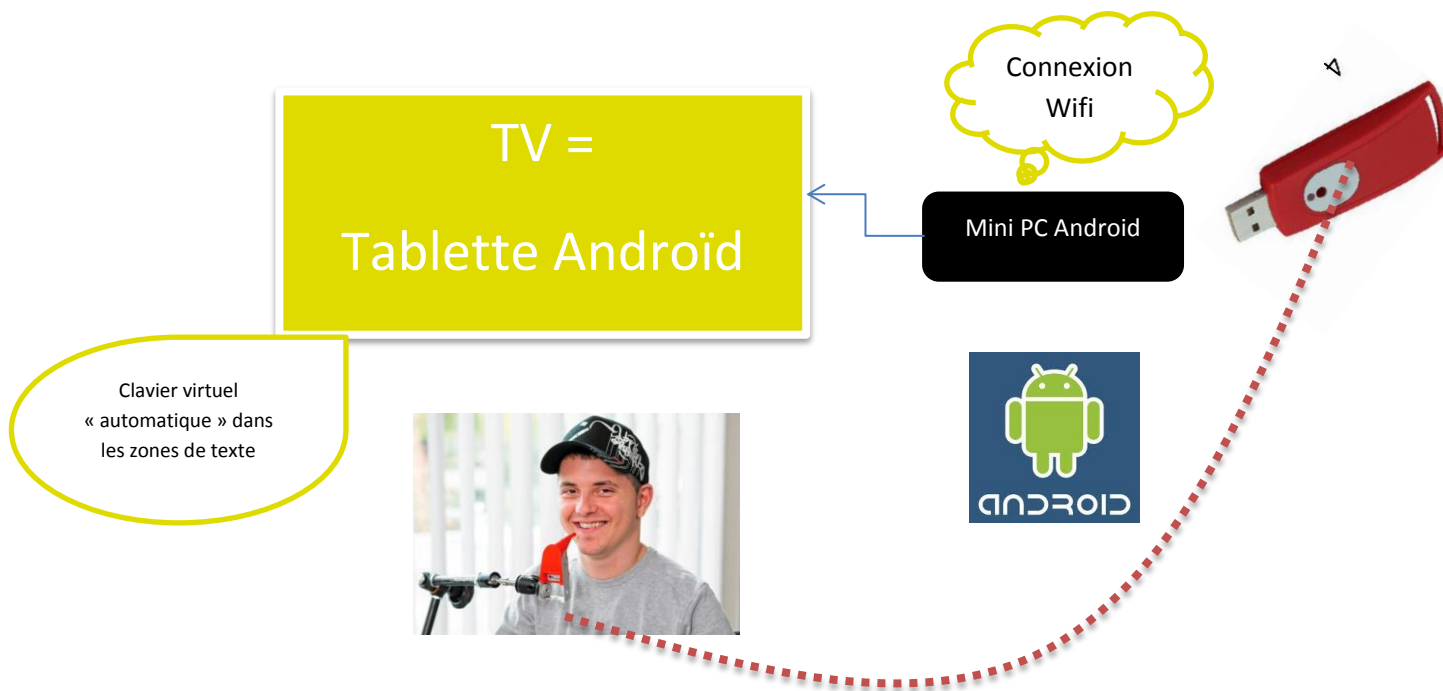 Connexion
Wifi
TV =
Tablette Androïd
Mini PC Android
Clavier virtuel
« automatique » dans
les zones de texte
ANDROID